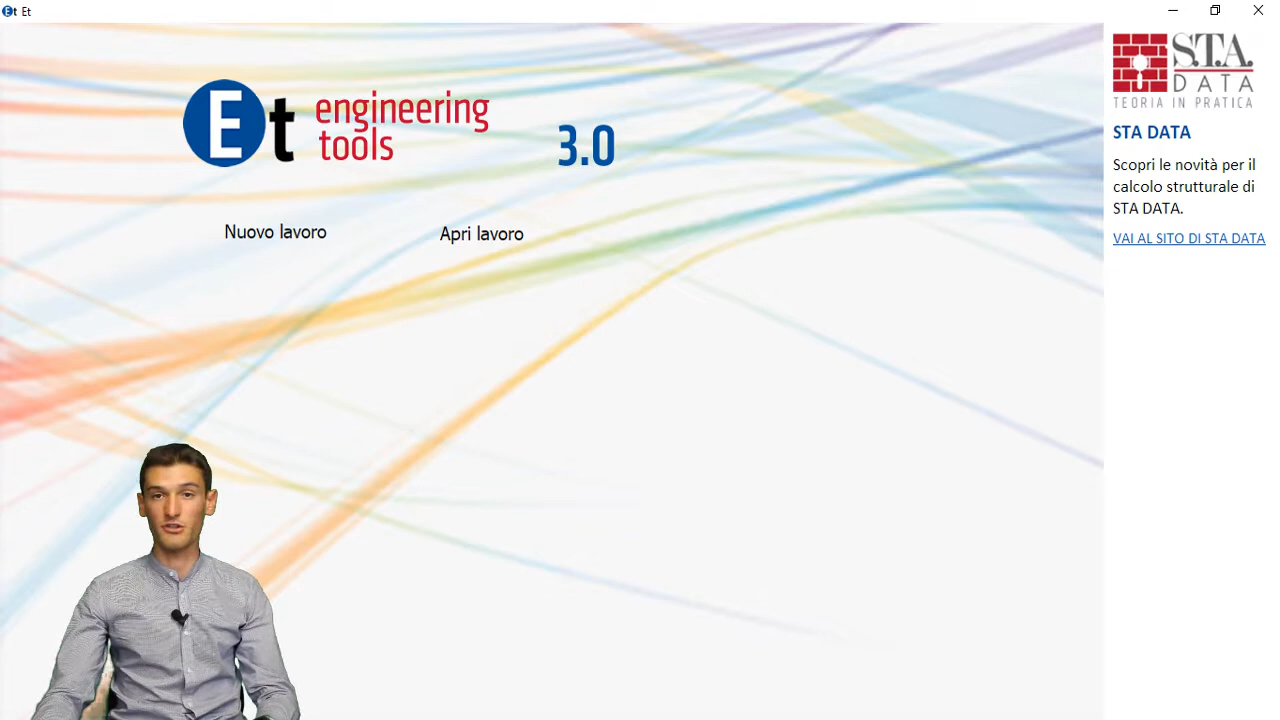 Et Et
Et engineering
tools
3.0
Nuovo lavoro
Apri lavoro
S.T.A.
DATA
TEORIA IN PRATICA
STA DATA
Scopri le novità per il
calcolo strutturale di
STA DATA.
VAI AL SITO DI STA DATA